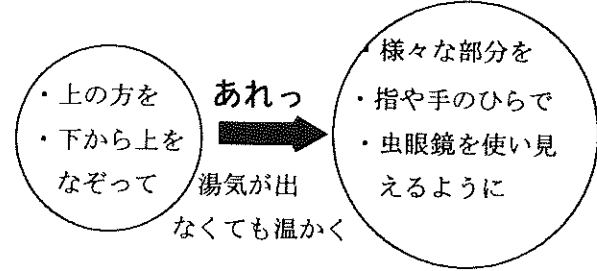 ・上の方を
・下から上を
なぞって
あれっ
湯気が出
なくても温かく
・様々な部分を
・指や手のひらで
・虫眼鏡を使い見
えるように